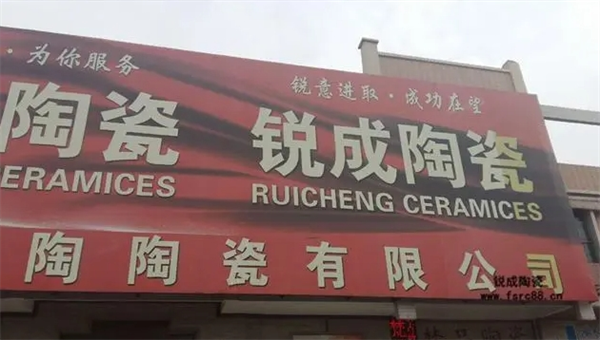 ·为你服务
锐意进取·成功在望
陶瓷 锐成陶瓷
ERAMICES RUICHENG CERAMICES
陶陶瓷有限公司
锐成陶瓷
www.fsrc88.cn